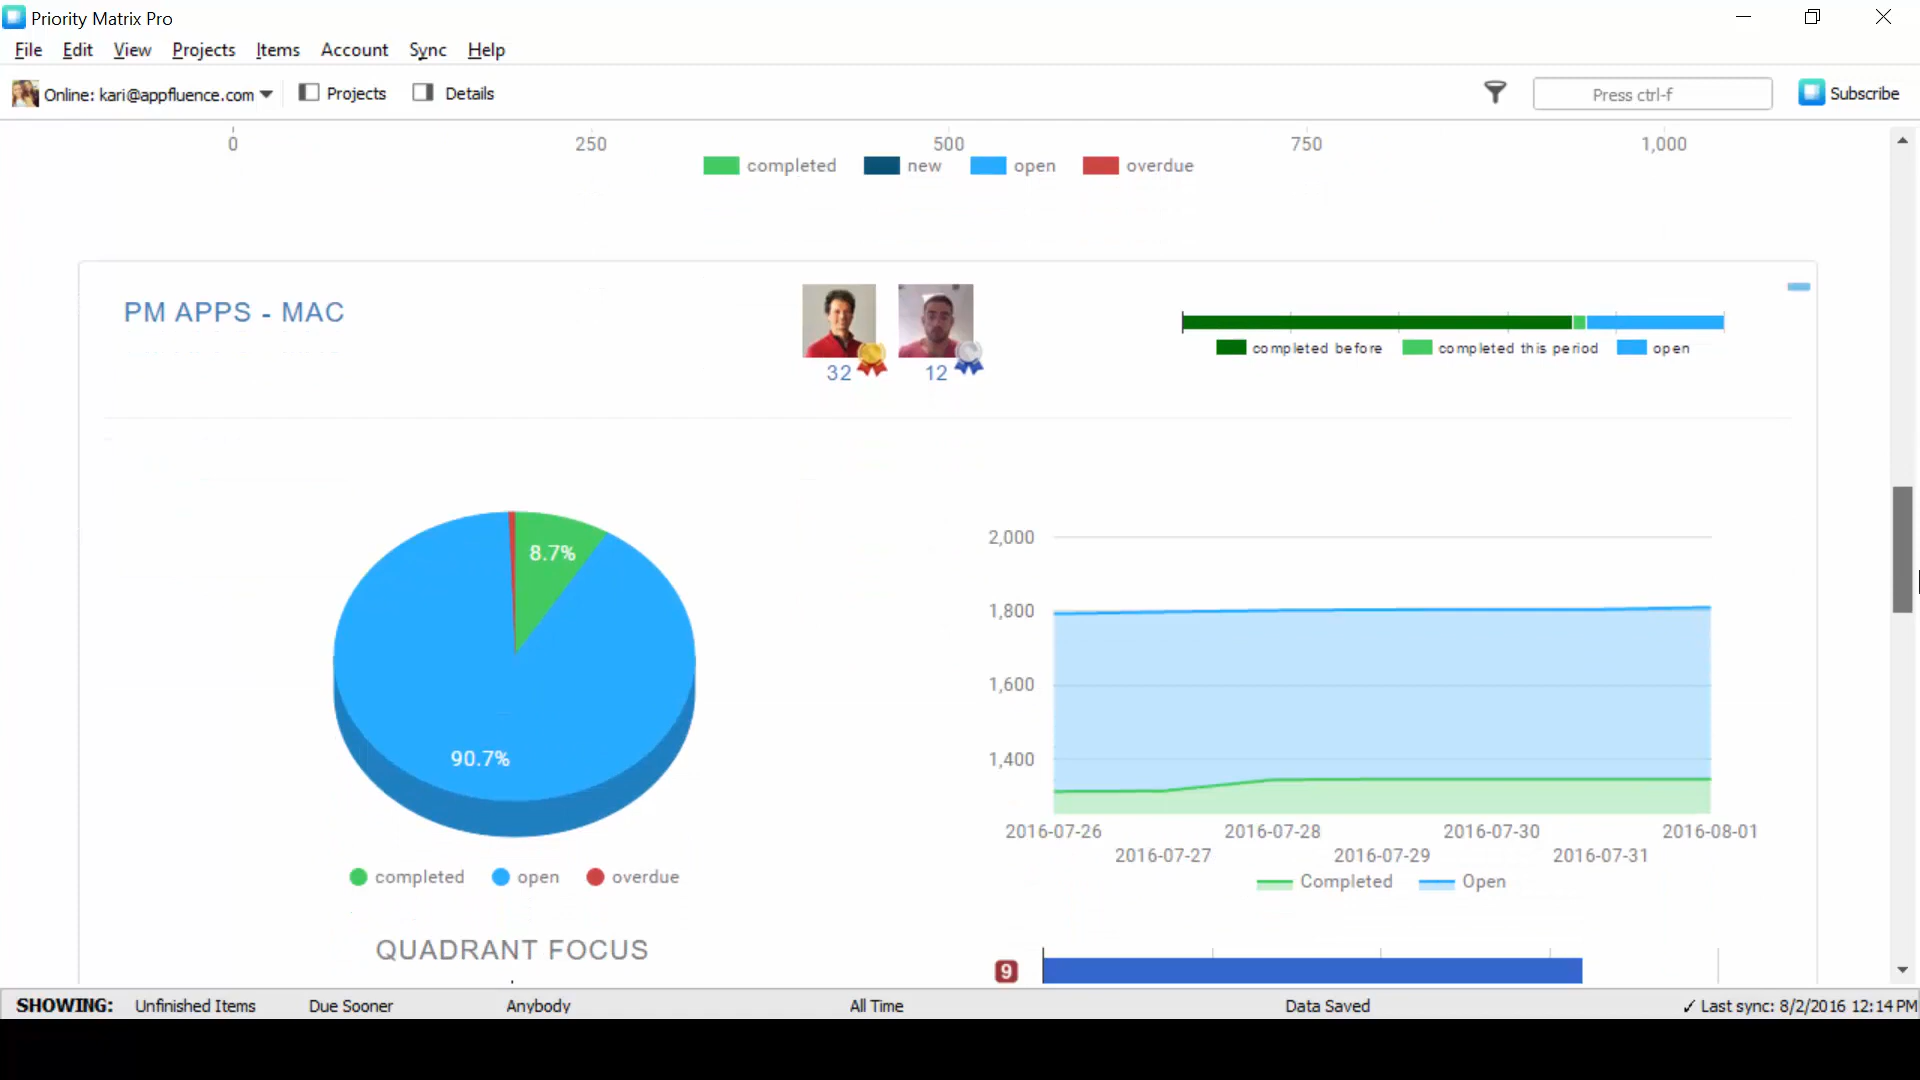 Priority Matrix Pro
File Edit View Projects Items Account Sync Help
Online: kari@appfluence.com Projects Details Press ctrl-f Subscribe
0 250 500 750 1,000
completed new open overdue
PM APPS - MAC
32 12
completed before completed this period open
8.7%
90.7%
completed open overdue
2,000
1,800
1,600
1,400
2016-07-26 2016-07-28 2016-07-30 2016-08-01
2016-07-27 2016-07-29 2016-07-31
Completed Open
QUADRANT FOCUS
9
SHOWING: Unfinished Items Due Sooner Anybody All Time Data Saved ✓ Last sync: 8/2/2016 12:14 PM